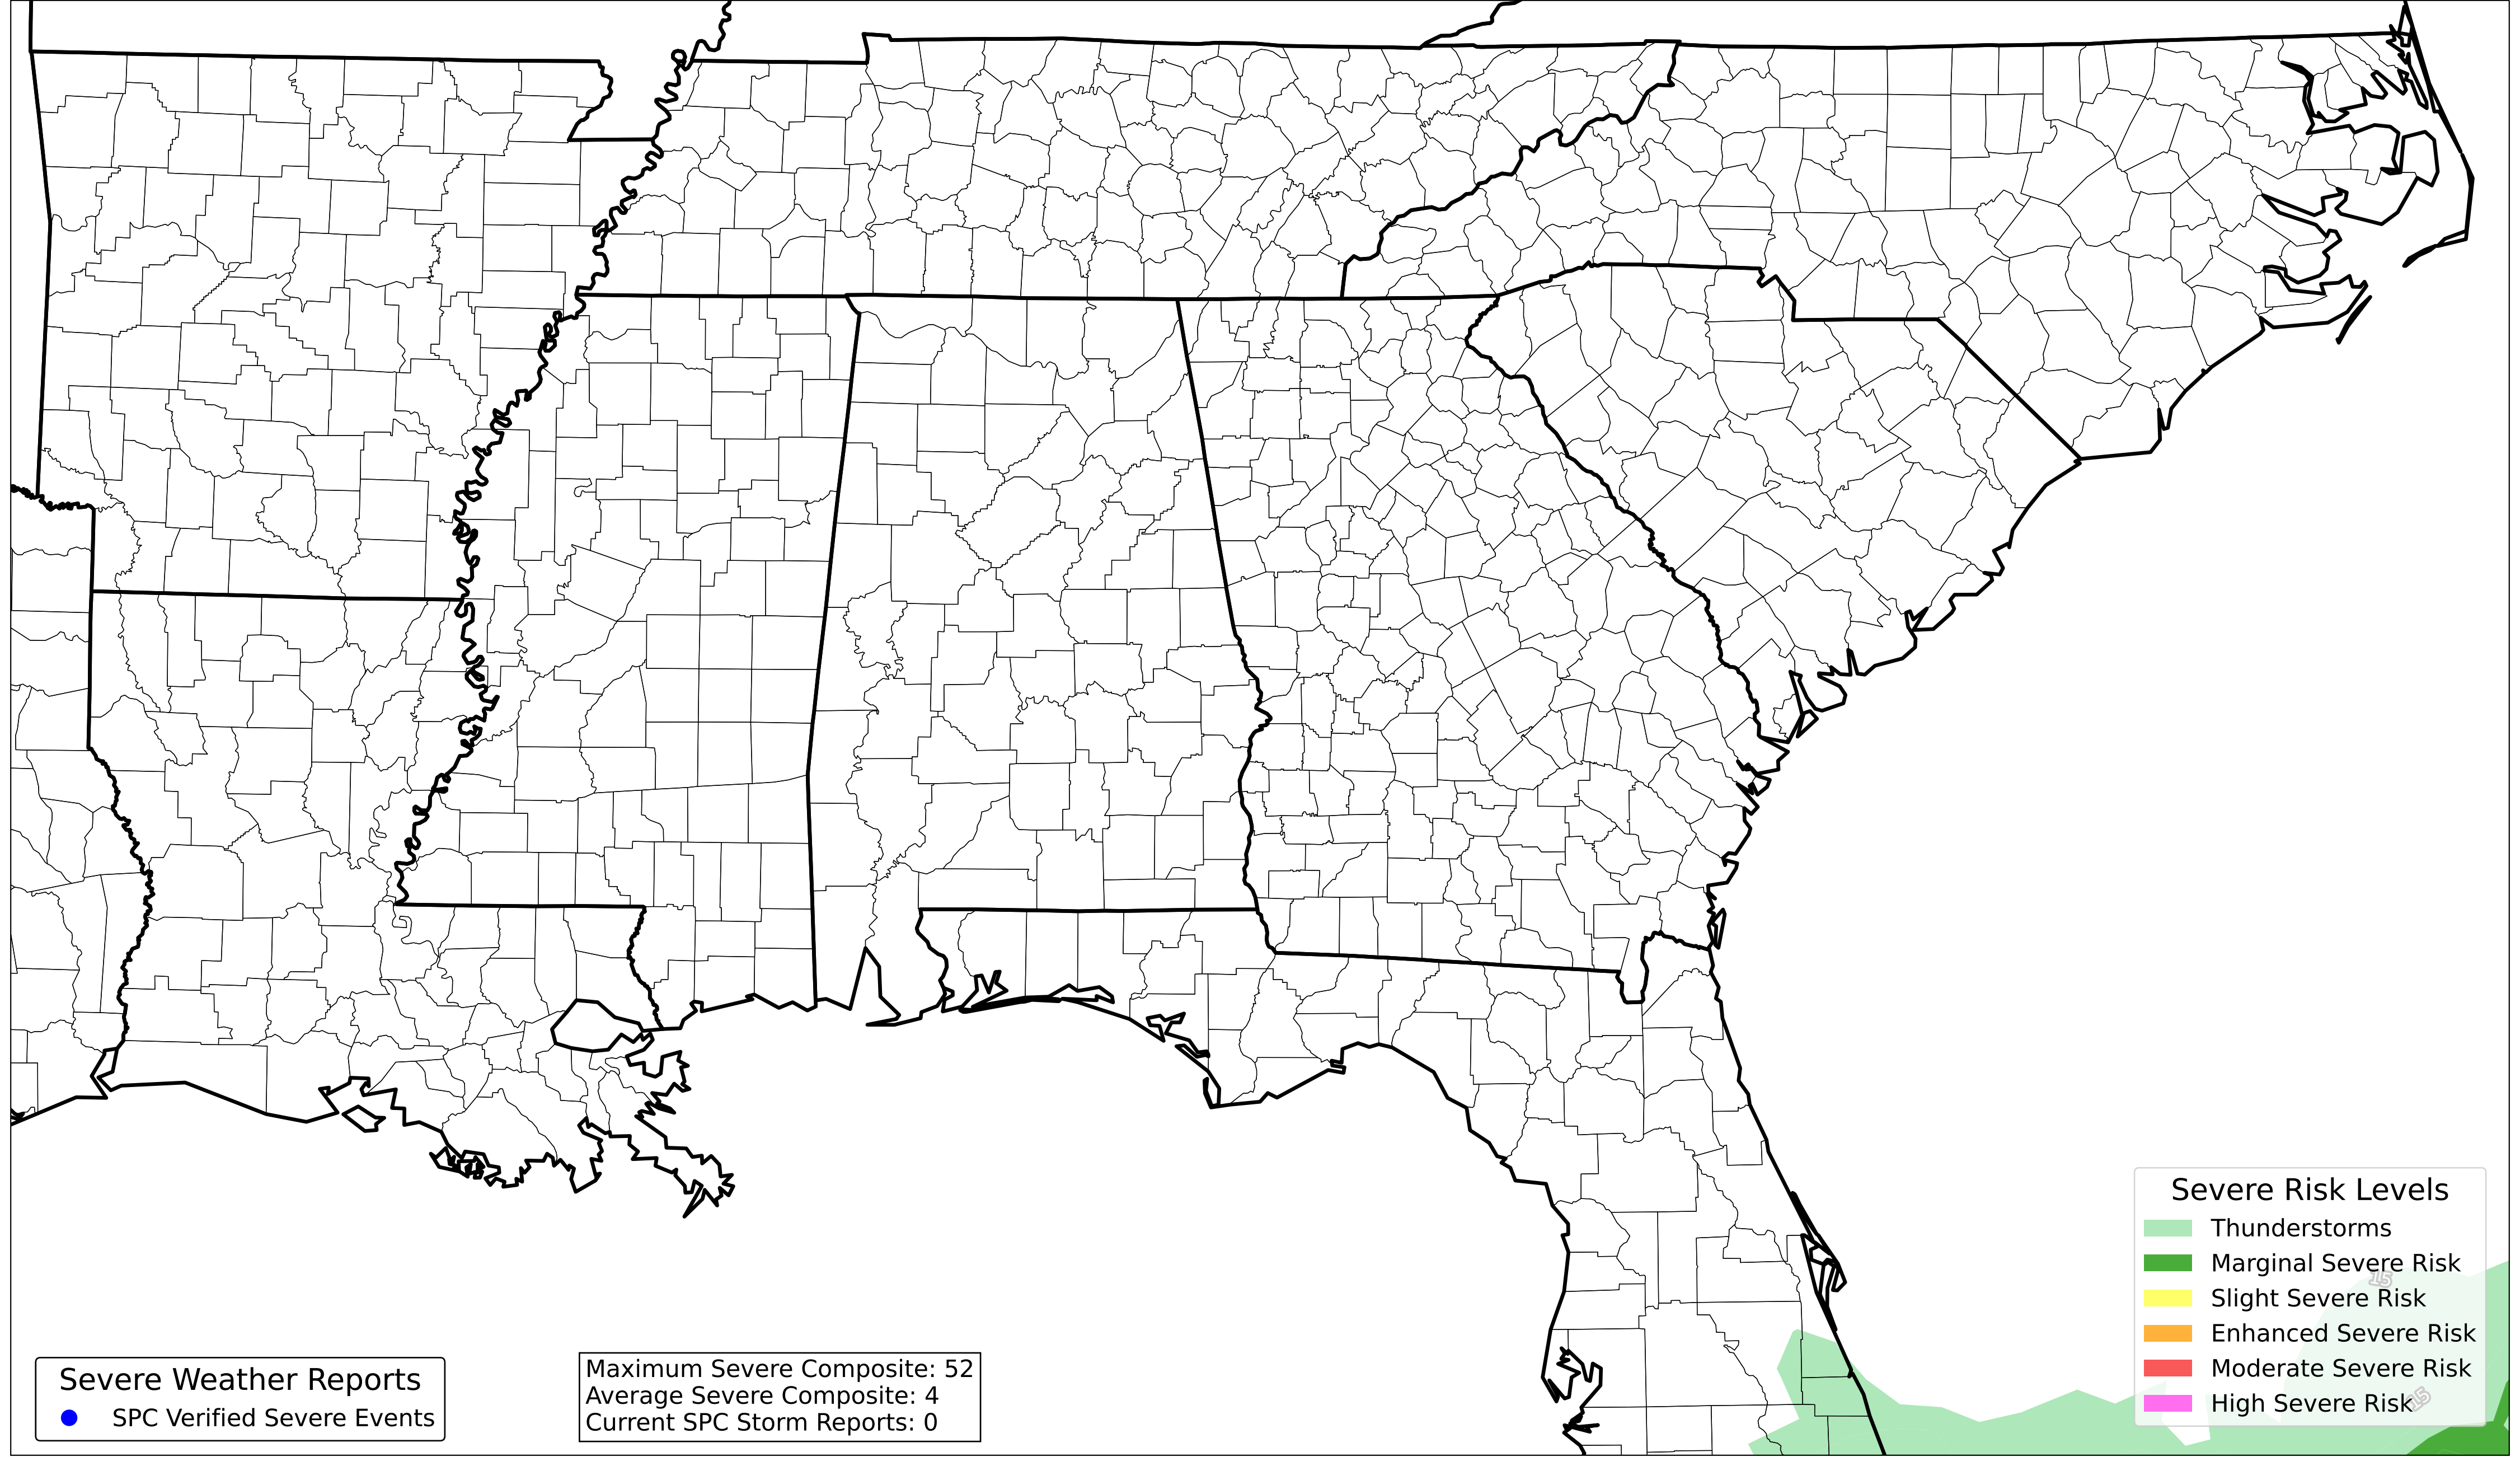 Severe Risk Levels
Thunderstorms
15
Marginal Severe Risk
Slight Severe Risk
Enhanced Severe Risk
Moderate Severe Risk
High Severe Risk
15
Severe Weather Reports
SPC Verified Severe Events
Maximum Severe Composite: 52
Average Severe Composite: 4
Current SPC Storm Reports: 0